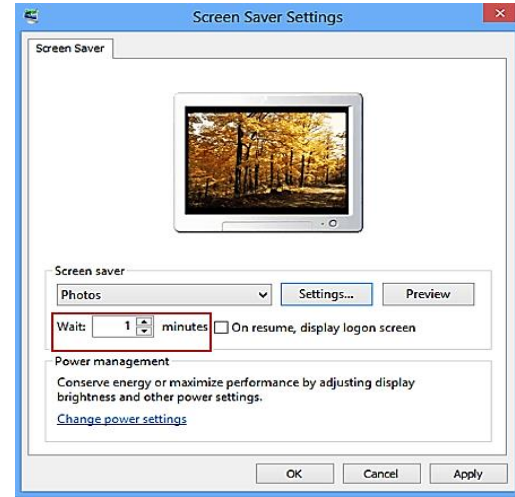 Screen Saver Settings
Screen Saver
Screen saver
Photos
Settings...
Preview
Wait: 1 minutes
On resume, display logon screen
Power management
Conserve energy or maximize performance by adjusting display
brightness and other power settings.
Change power settings
OK
Cancel
Apply